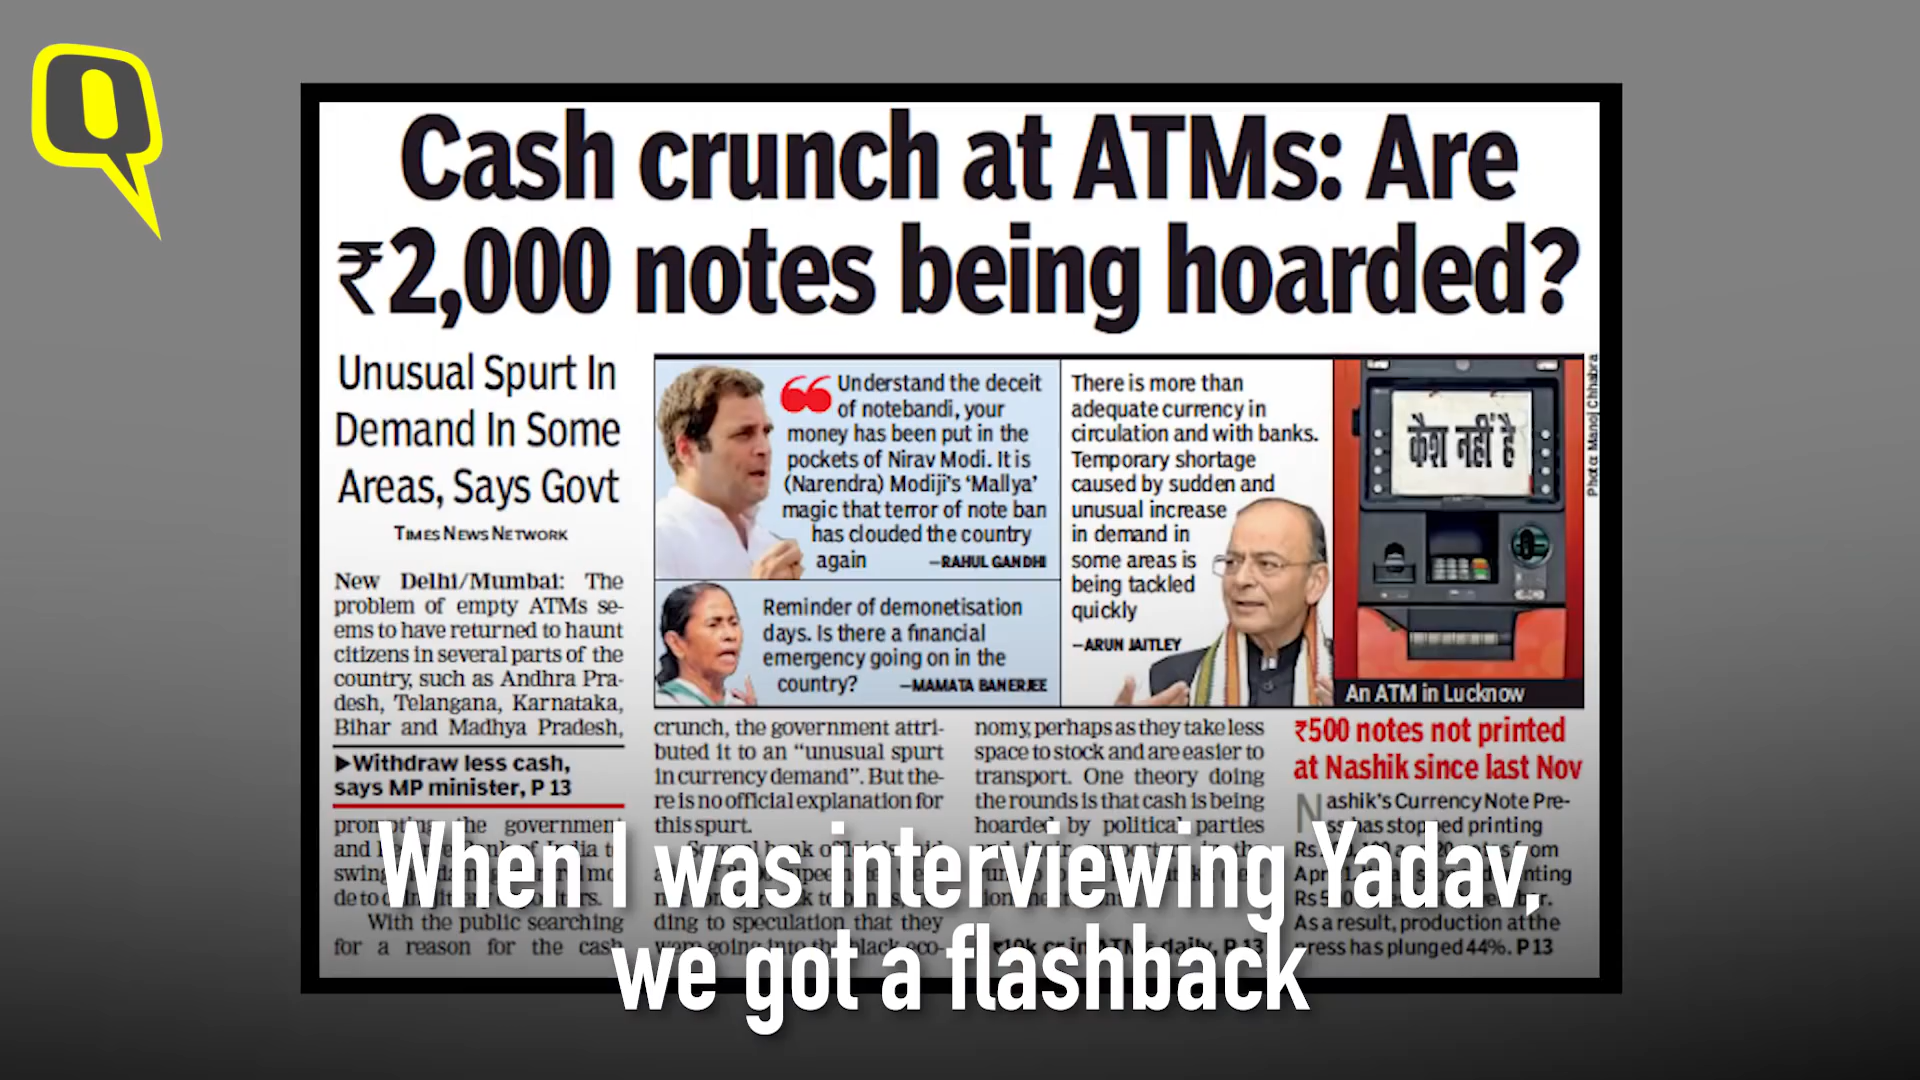 Cash crunch at ATMs: Are
₹2,000 notes being hoarded?
Unusual Spurt In
Demand In Some
Areas, Says Govt
TIMES NEWS NETWORK
New Delhi/Mumbai: The
problem of empty ATMs se-
ems to have returned to haunt
citizens in several parts of the
country, such as Andhra Pra-
desh, Telangana, Karnataka,
Bihar and Madhya Pradesh,
▶Withdraw less cash,
says MP minister, P 13
prompting the government
and
swing
de to
With the public searching
for a reason for the cash
Understand the deceit
of notebandi, your
money has been put in the
pockets of Nirav Modi. It is
(Narendra) Modiji's 'Mallya'
magic that terror of note ban
has clouded the country
again —RAHUL GANDHI
Reminder of demonetisation
days. Is there a financial
emergency going on in the
country? —MAMATA BANERJEE
There is more than
adequate currency in
circulation and with banks.
Temporary shortage
caused by sudden and
unusual increase
in demand in
some areas is
being tackled
quickly
—ARUN JAITLEY
कैश नहीं है
Photo: Manoj Chhabra
An ATM in Lucknow
crunch, the government attri-
buted it to an "unusual spurt
in currency demand". But the-
re is no official explanation for
this spurt.
ding to speculation that they
were going into the black eco-
nomy, perhaps as they take less
space to stock and are easier to
transport. One theory doing
the rounds is that cash is being
hoarded by political parties
₹500 notes not printed
at Nashik since last Nov
Nashik's Currency Note Pre-
ss has stopped printing
As a result, production at the
press has plunged 44%. P 13
When I was interviewing Yadav,
we got a flashback